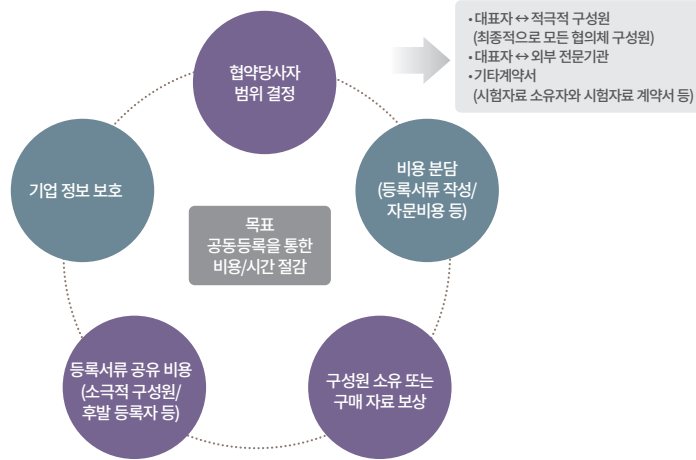 • 대표자 ↔ 적극적 구성원
(최종적으로 모든 협의체 구성원)
• 대표자 ↔ 외부 전문기관
• 기타계약서
(시험자료 소유자와 시험자료 계약서 등)
협약당사자
범위 결정
기업 정보 보호
비용 분담
(등록서류 작성/
자문비용 등)
목표
공동등록을 통한
비용/시간 절감
등록서류 공유 비용
(소극적 구성원/
후발 등록자 등)
구성원 소유 또는
구매 자료 보상